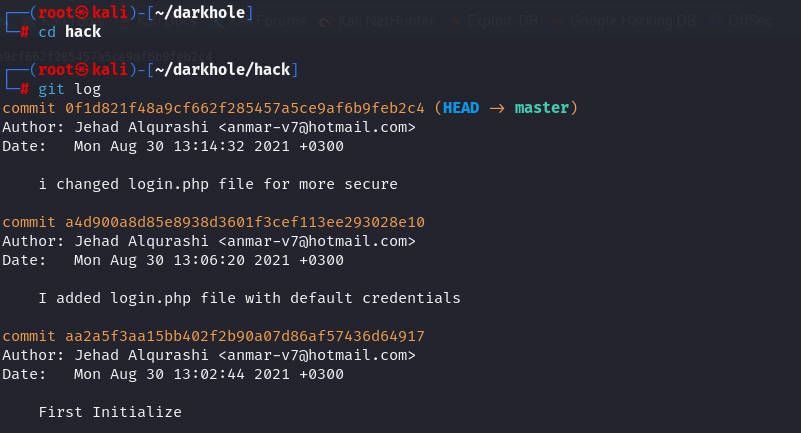 ┌──(root㉿kali)-[~/darkhole]
└─# cd hack
┌──(root㉿kali)-[~/darkhole/hack]
└─# git log
commit 0f1d821f48a9cf662f285457a5ce9af6b9feb2c4 (HEAD -> master)
Author: Jehad Alqurashi <anmar-v7@hotmail.com>
Date:   Mon Aug 30 13:14:32 2021 +0300
    i changed login.php file for more secure
commit a4d900a8d85e8938d3601f3cef113ee293028e10
Author: Jehad Alqurashi <anmar-v7@hotmail.com>
Date:   Mon Aug 30 13:06:20 2021 +0300
    I added login.php file with default credentials
commit aa2a5f3aa15bb402f2b90a07d86af57436d64917
Author: Jehad Alqurashi <anmar-v7@hotmail.com>
Date:   Mon Aug 30 13:02:44 2021 +0300
    First Initialize